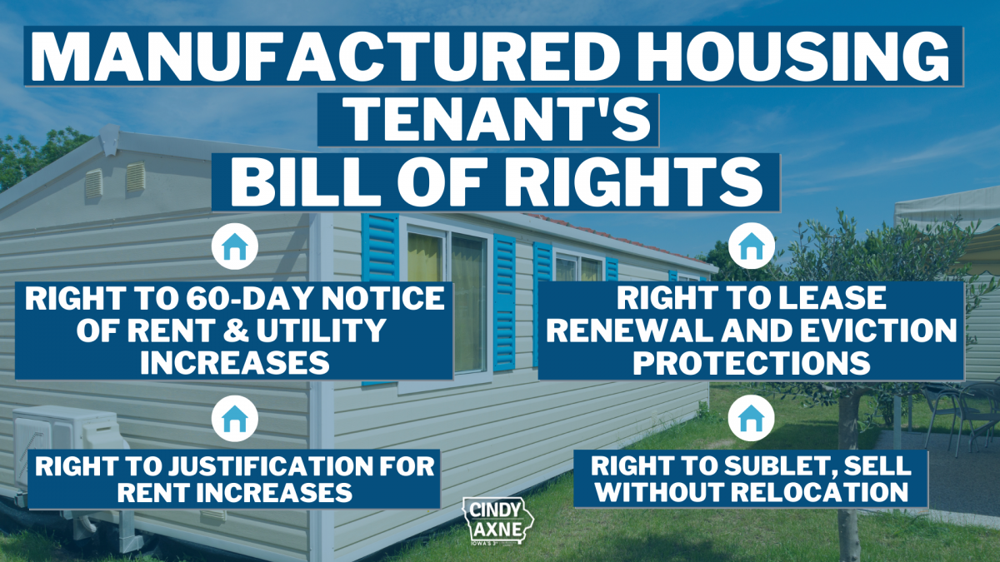 MANUFACTURED HOUSING
TENANT'S
BILL OF RIGHTS
RIGHT TO 60-DAY NOTICE
OF RENT & UTILITY
INCREASES
RIGHT TO LEASE
RENEWAL AND EVICTION
PROTECTIONS
RIGHT TO JUSTIFICATION FOR
RENT INCREASES
RIGHT TO SUBLET, SELL
WITHOUT RELOCATION
CINDY
AXNE
IOWA'S 3RD